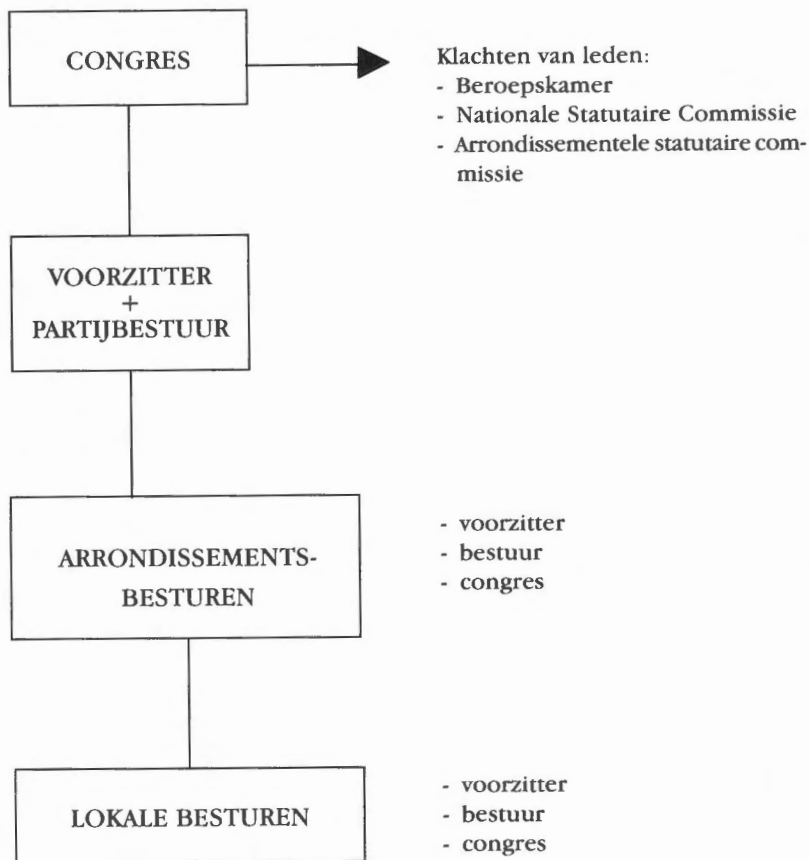 CONGRES
Klachten van leden:
- Beroepskamer
- Nationale Statutaire Commissie
- Arrondissementele statutaire com-
missie
VOORZITTER
+
PARTIJBESTUUR
ARRONDISSEMENTS-
BESTUREN
- voorzitter
- bestuur
- congres
LOKALE BESTUREN
- voorzitter
- bestuur
- congres